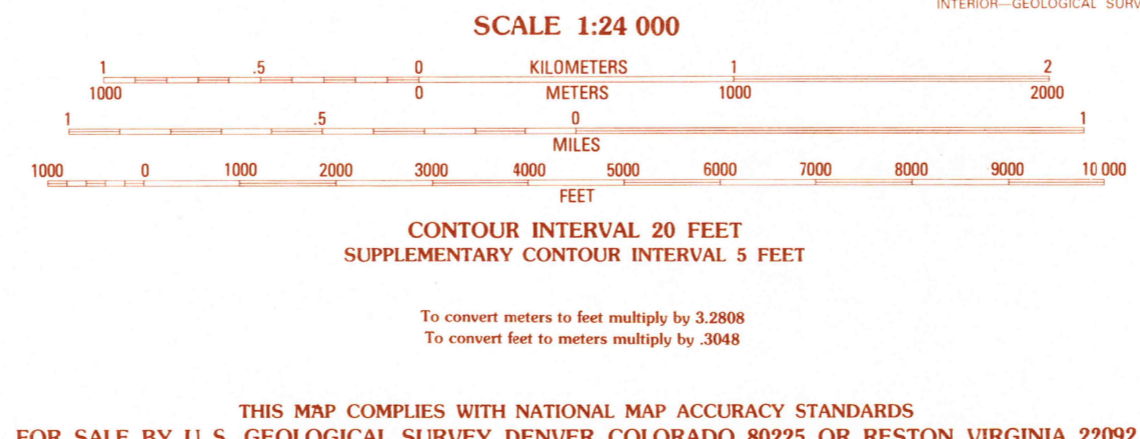 INTERIOR—GEOLOGICAL SURV
SCALE 1:24 000
1 .5 0 KILOMETERS 1 2
1000 0 METERS 1000 2000
1 .5 0 1
MILES
1000 0 1000 2000 3000 4000 5000 6000 7000 8000 9000 10 000
FEET
CONTOUR INTERVAL 20 FEET
SUPPLEMENTARY CONTOUR INTERVAL 5 FEET
To convert meters to feet multiply by 3.2808
To convert feet to meters multiply by .3048
THIS MAP COMPLIES WITH NATIONAL MAP ACCURACY STANDARDS
FOR SALE BY U. S. GEOLOGICAL SURVEY, DENVER, COLORADO 80225, OR RESTON, VIRGINIA 22092